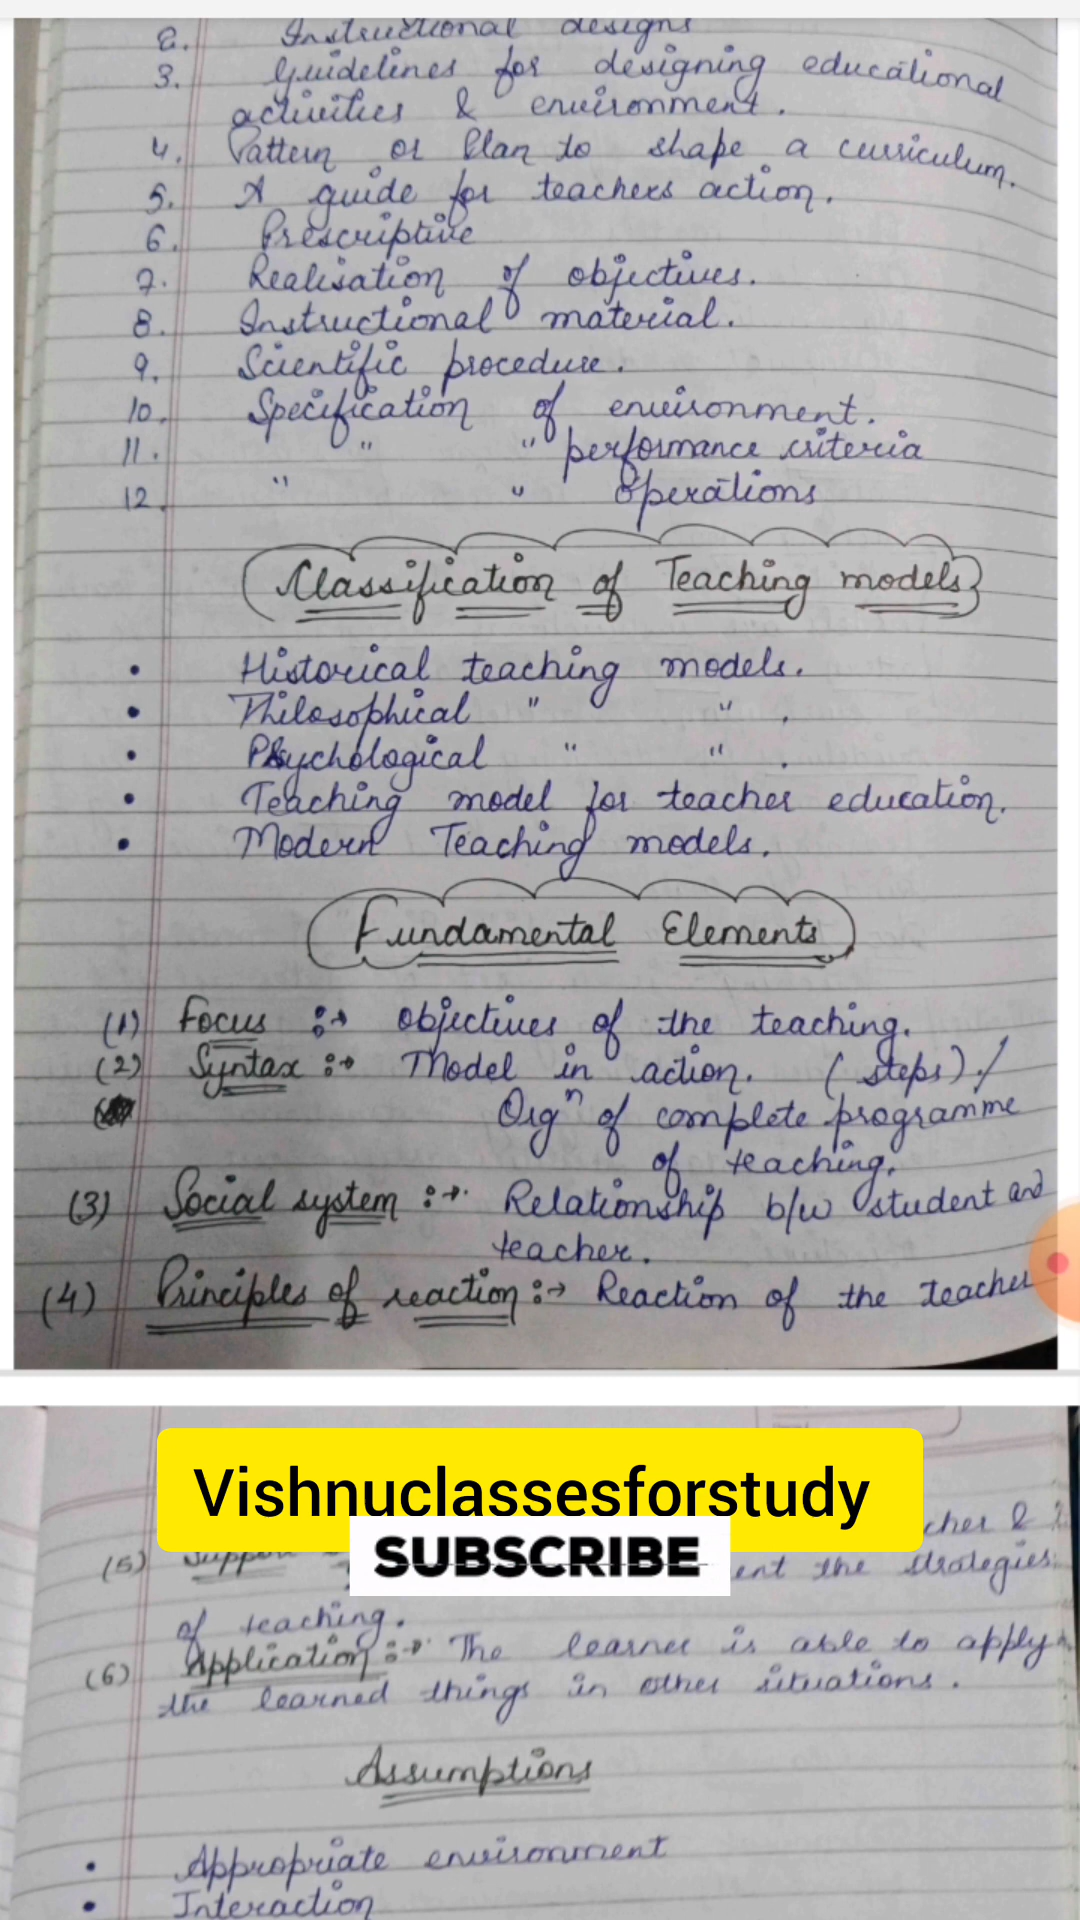 2. Instructional designs
3. Guidelines for designing educational
activities & environment.
4. Pattern or Plan to shape a curriculum.
5. A guide for teachers action.
6. Prescriptive
7. Realisation of objectives.
8. Instructional material.
9. Scientific procedure.
10. Specification of environment.
11. " " performance criteria
12. " " Operations
Classification of Teaching models
• Historical teaching models.
• Philosophical " " .
• Psychological " " .
• Teaching model for teacher education.
• Modern Teaching models.
Fundamental Elements
(1) Focus :→ objectives of the teaching.
(2) Syntax :→ Model in action. (steps)./
Orgⁿ of complete programme
of teaching.
(3) Social system :→ Relationship b/w student and
teacher.
(4) Principles of reaction :→ Reaction of the teacher
Vishnuclassesforstudy
SUBSCRIBE
&
(5) Support the strategies
of teaching.
(6) Application :→ The learner is able to apply
the learned things in other situations.
Assumptions
• Appropriate environment
• Interaction